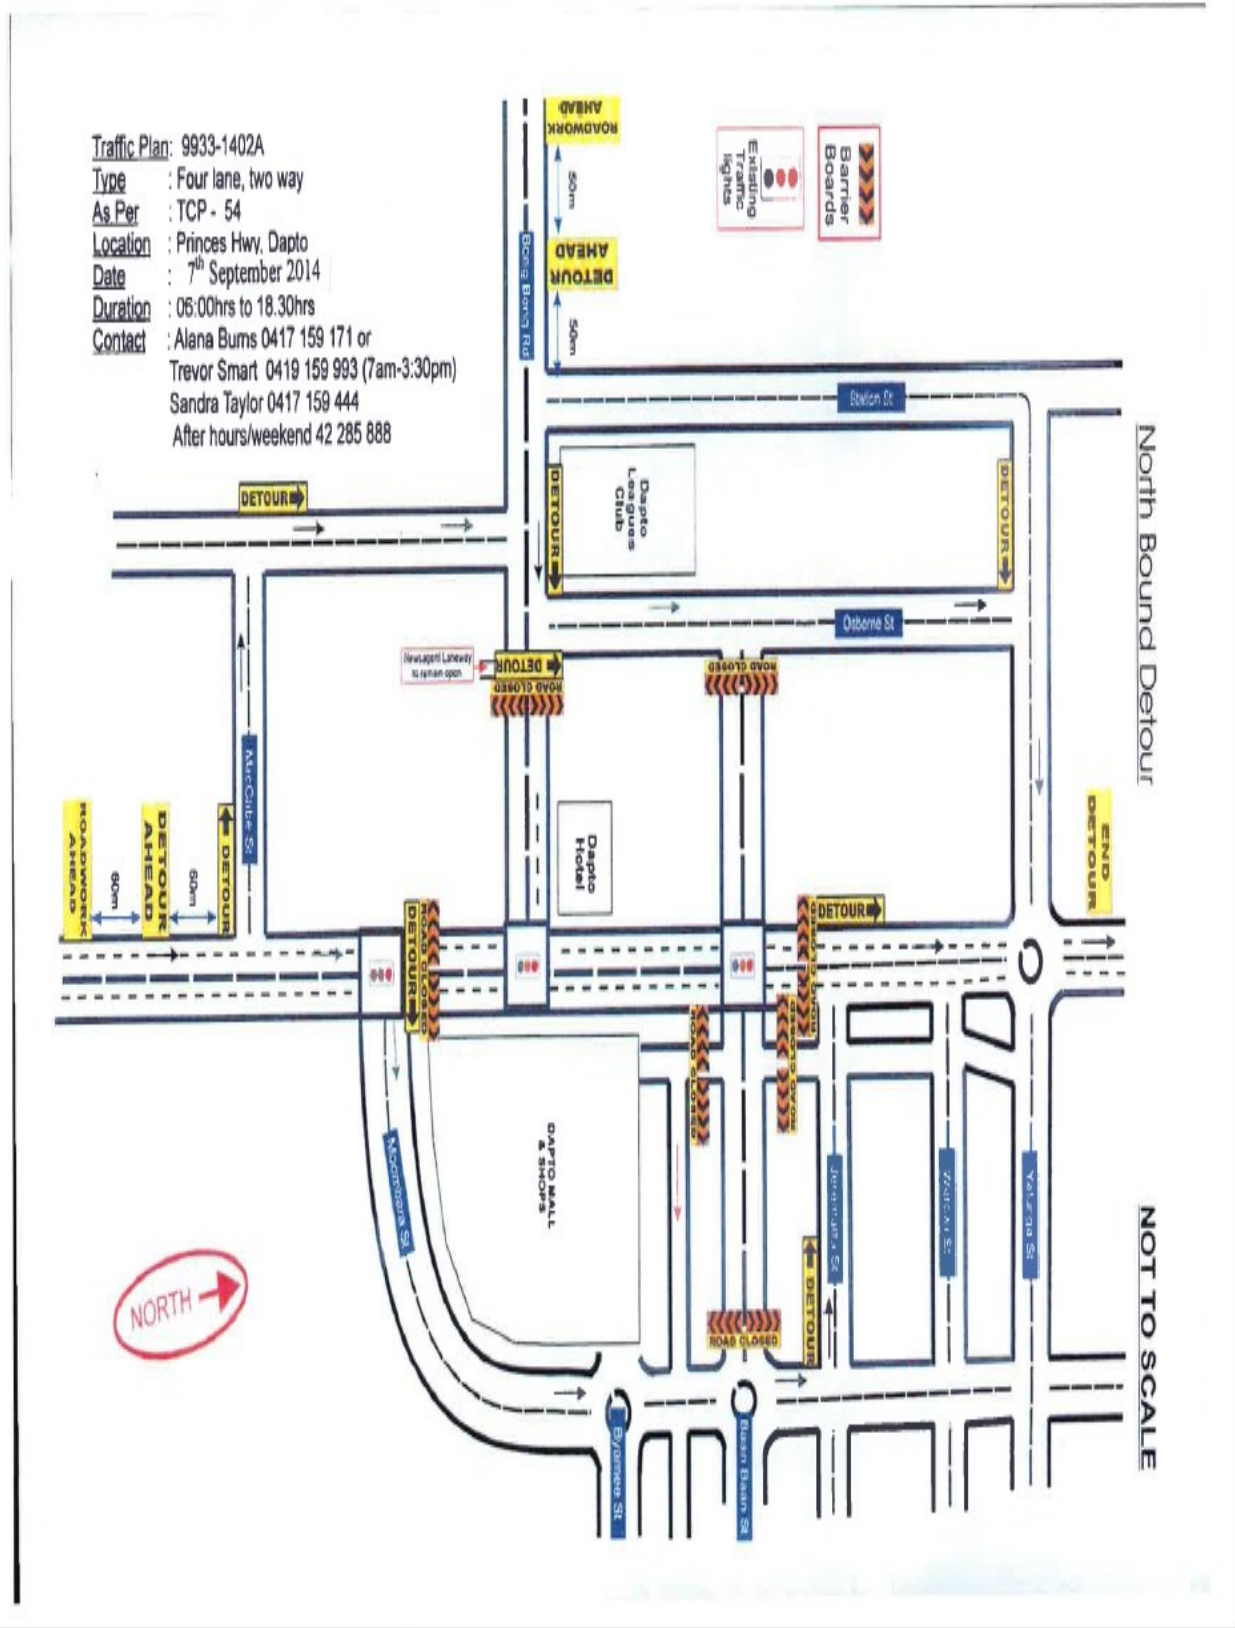 Traffic Plan: 9933-1402A
Type : Four lane, two way
As Per : TCP - 54
Location : Princes Hwy, Dapto
Date : 7th September 2014
Duration : 06:00hrs to 18.30hrs
Contact : Alana Burns 0417 159 171 or
Trevor Smart 0419 159 993 (7am-3:30pm)
Sandra Taylor 0417 159 444
After hours/weekend 42 285 888
ROADWORK
AHEAD
50m
DETOUR
AHEAD
50m
Bong Bong Rd
Existing
Traffic
lights
Barrier
Boards
North Bound Detour
NOT TO SCALE
Station St
DETOUR
DETOUR
DETOUR
Dapto
Leagues
Club
Osborne St
NewsAgent Laneway
to remain open
DETOUR
ROAD CLOSED
ROAD CLOSED
MacCabe St
Dapto
Hotel
ROADWORK
AHEAD
60m
DETOUR
AHEAD
60m
DETOUR
DETOUR
ROAD CLOSED
DETOUR
ROAD CLOSED
END
DETOUR
ROAD CLOSED
ROAD CLOSED
DAPTO MALL
& SHOPS
Moombara St
Yalunga St
DETOUR
ROAD CLOSED
Byamee St
Baan Baan St
NORTH